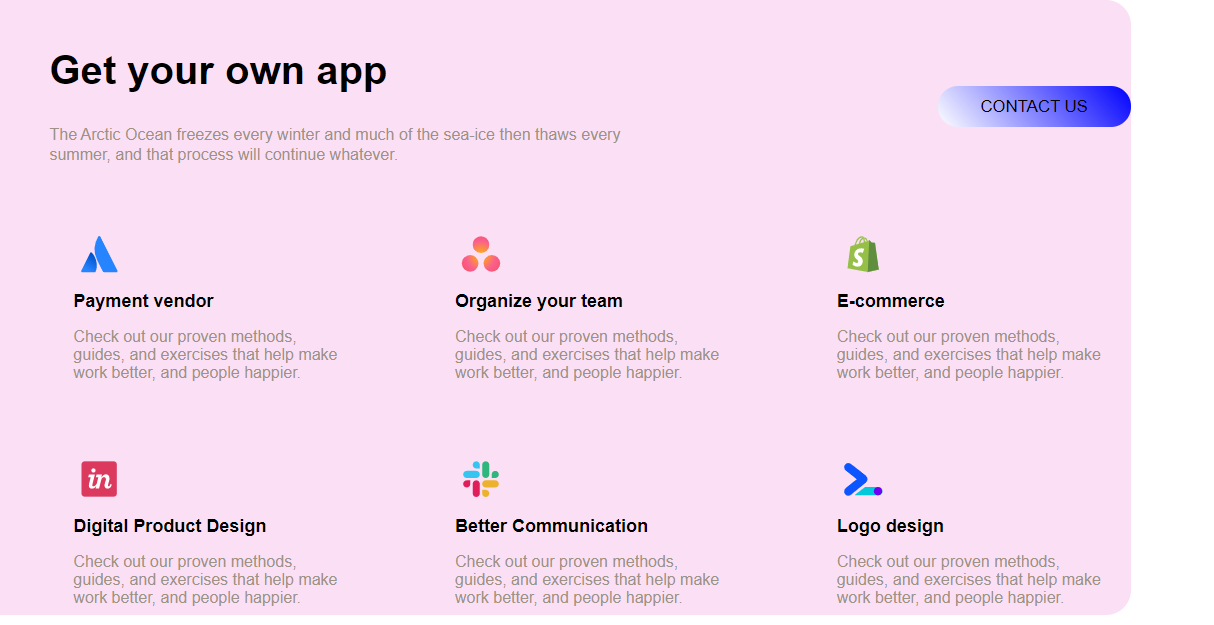 Get your own app
CONTACT US
The Arctic Ocean freezes every winter and much of the sea-ice then thaws every
summer, and that process will continue whatever.
Payment vendor
Check out our proven methods,
guides, and exercises that help make
work better, and people happier.
Organize your team
Check out our proven methods,
guides, and exercises that help make
work better, and people happier.
S
E-commerce
Check out our proven methods,
guides, and exercises that help make
work better, and people happier.
in
Digital Product Design
Check out our proven methods,
guides, and exercises that help make
work better, and people happier.
Better Communication
Check out our proven methods,
guides, and exercises that help make
work better, and people happier.
Logo design
Check out our proven methods,
guides, and exercises that help make
work better, and people happier.